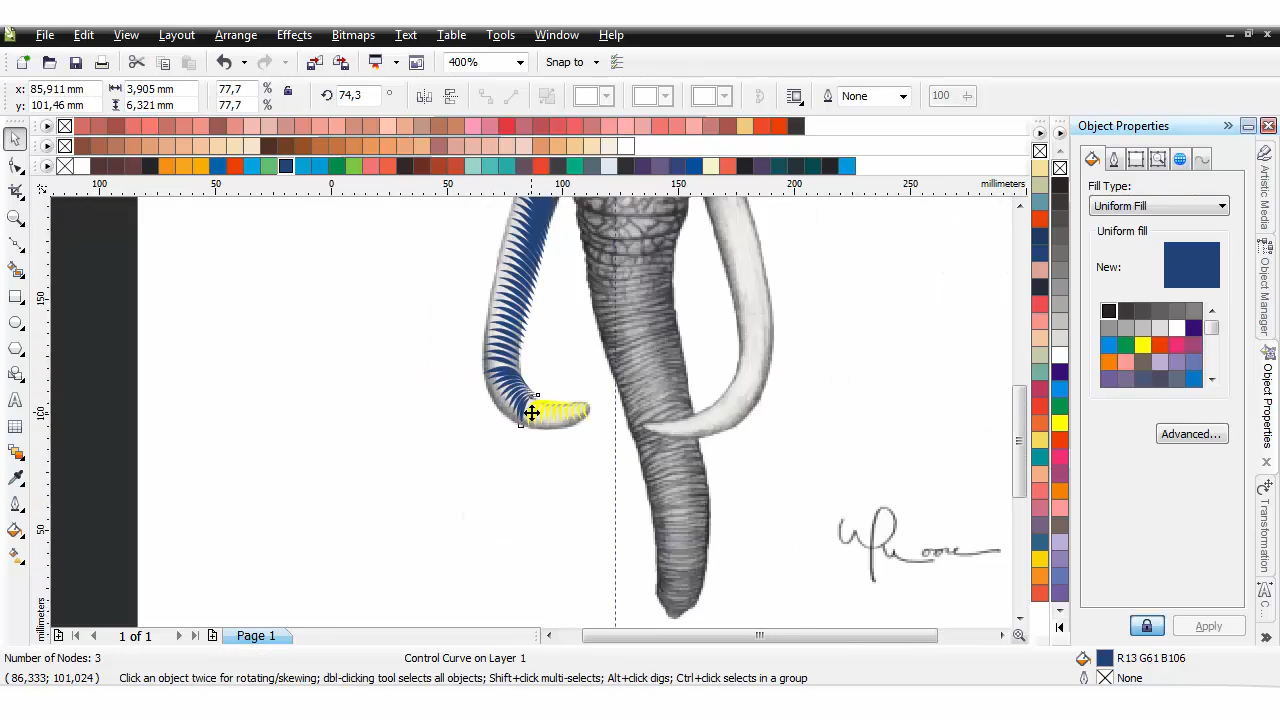 File Edit View Layout Arrange Effects Bitmaps Text Table Tools Window Help
400% Snap to
x: 85,911 mm 3,905 mm 77,7 % 74,3 ° None 100
y: 101,46 mm 6,321 mm 77,7 %
Object Properties
100 50 0 50 100 150 200 250 millimeters
Fill Type:
Uniform Fill
Uniform fill
New:
Advanced...
Apply
Artistic Media
Object Manager
Object Properties
Transformation
150
100
50
millimeters
1 of 1 Page 1
Number of Nodes: 3 Control Curve on Layer 1 R13 G61 B106
(86,333; 101,024 ) Click an object twice for rotating/skewing; dbl-clicking tool selects all objects; Shift+click multi-selects; Alt+click digs; Ctrl+click selects in a group None